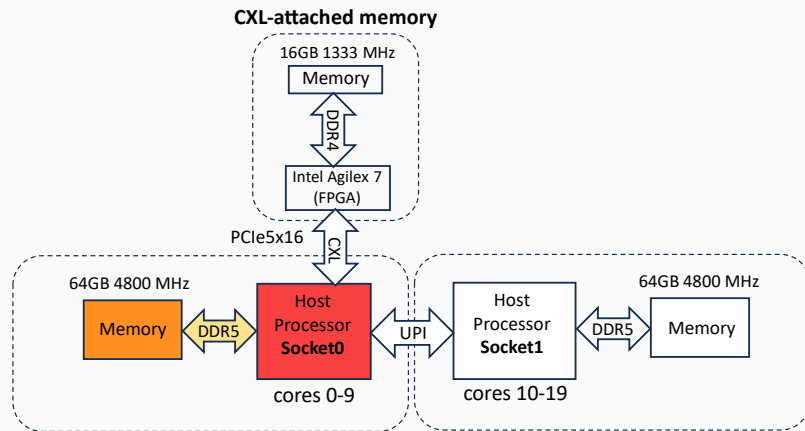 CXL-attached memory
16GB 1333 MHz
Memory
DDR4
Intel Agilex 7
(FPGA)
PCIe5x16
CXL
64GB 4800 MHz
Memory
DDR5
Host
Processor
Socket0
cores 0-9
UPI
Host
Processor
Socket1
cores 10-19
DDR5
64GB 4800 MHz
Memory